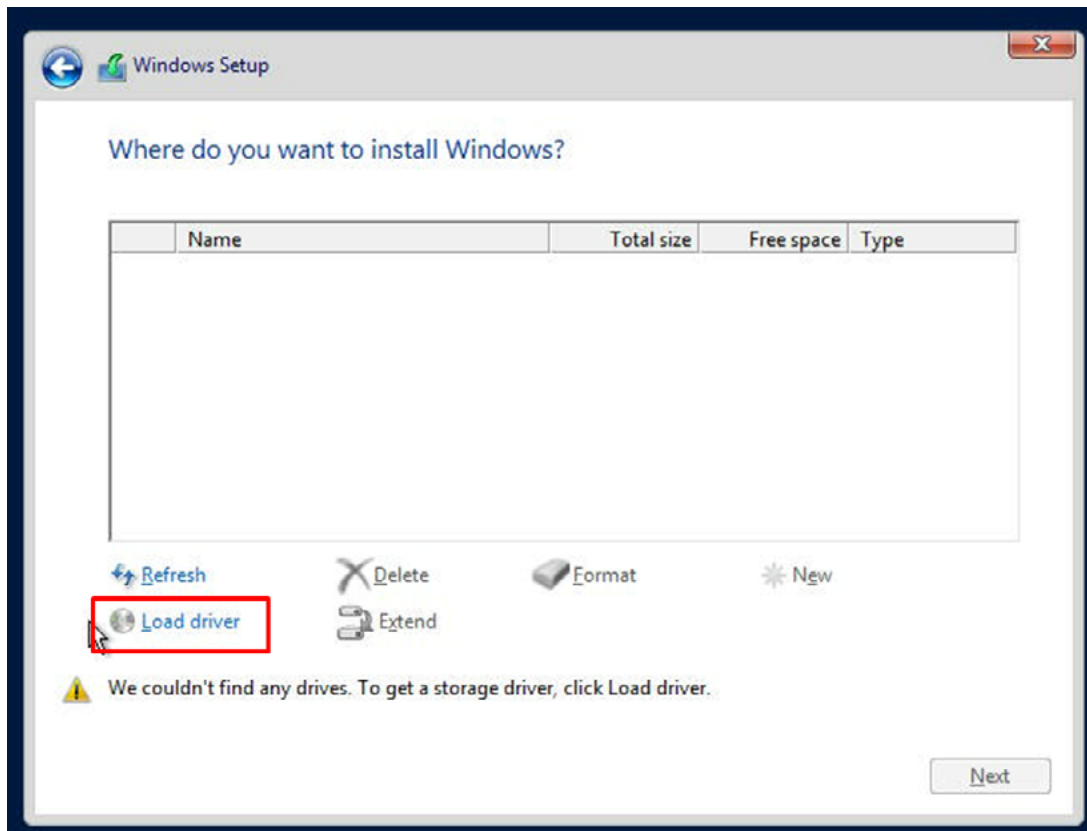 Windows Setup
Where do you want to install Windows?
Name Total size Free space Type
Refresh Delete Format New
Load driver Extend
We couldn't find any drives. To get a storage driver, click Load driver.
Next